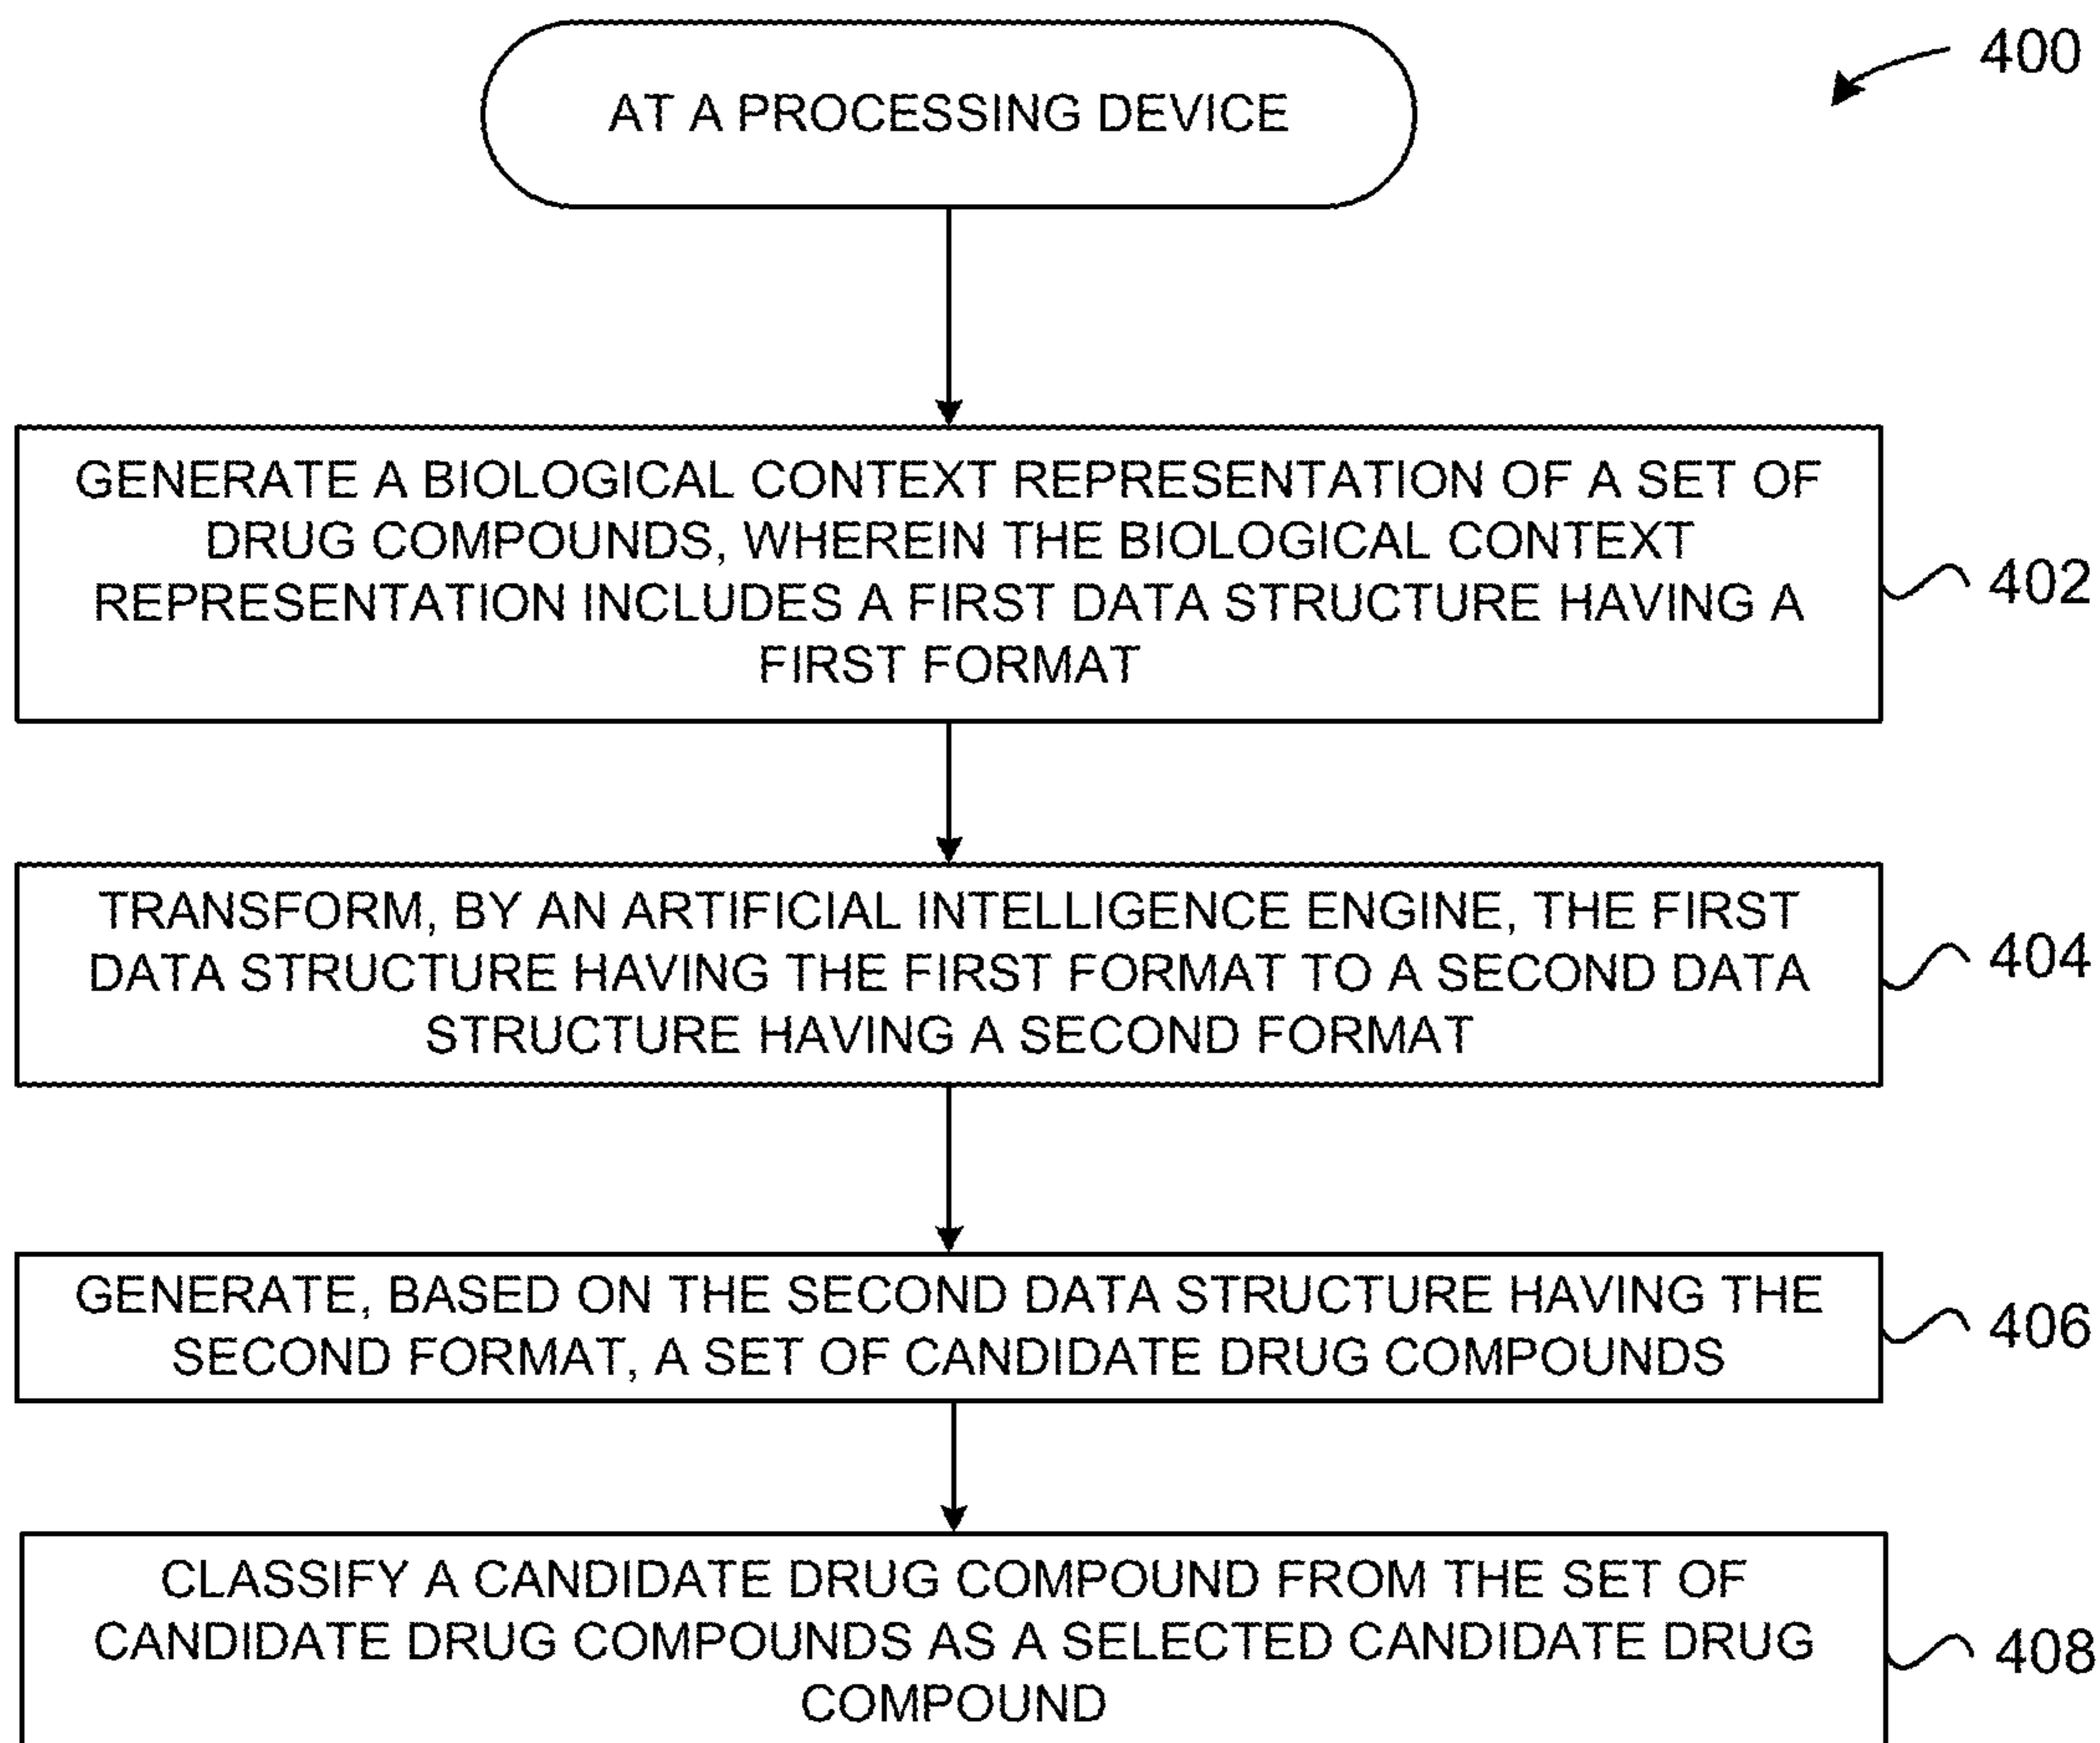 AT A PROCESSING DEVICE
400
GENERATE A BIOLOGICAL CONTEXT REPRESENTATION OF A SET OF
DRUG COMPOUNDS, WHEREIN THE BIOLOGICAL CONTEXT
REPRESENTATION INCLUDES A FIRST DATA STRUCTURE HAVING A
FIRST FORMAT
402
TRANSFORM, BY AN ARTIFICIAL INTELLIGENCE ENGINE, THE FIRST
DATA STRUCTURE HAVING THE FIRST FORMAT TO A SECOND DATA
STRUCTURE HAVING A SECOND FORMAT
404
GENERATE, BASED ON THE SECOND DATA STRUCTURE HAVING THE
SECOND FORMAT, A SET OF CANDIDATE DRUG COMPOUNDS
406
CLASSIFY A CANDIDATE DRUG COMPOUND FROM THE SET OF
CANDIDATE DRUG COMPOUNDS AS A SELECTED CANDIDATE DRUG
COMPOUND
408